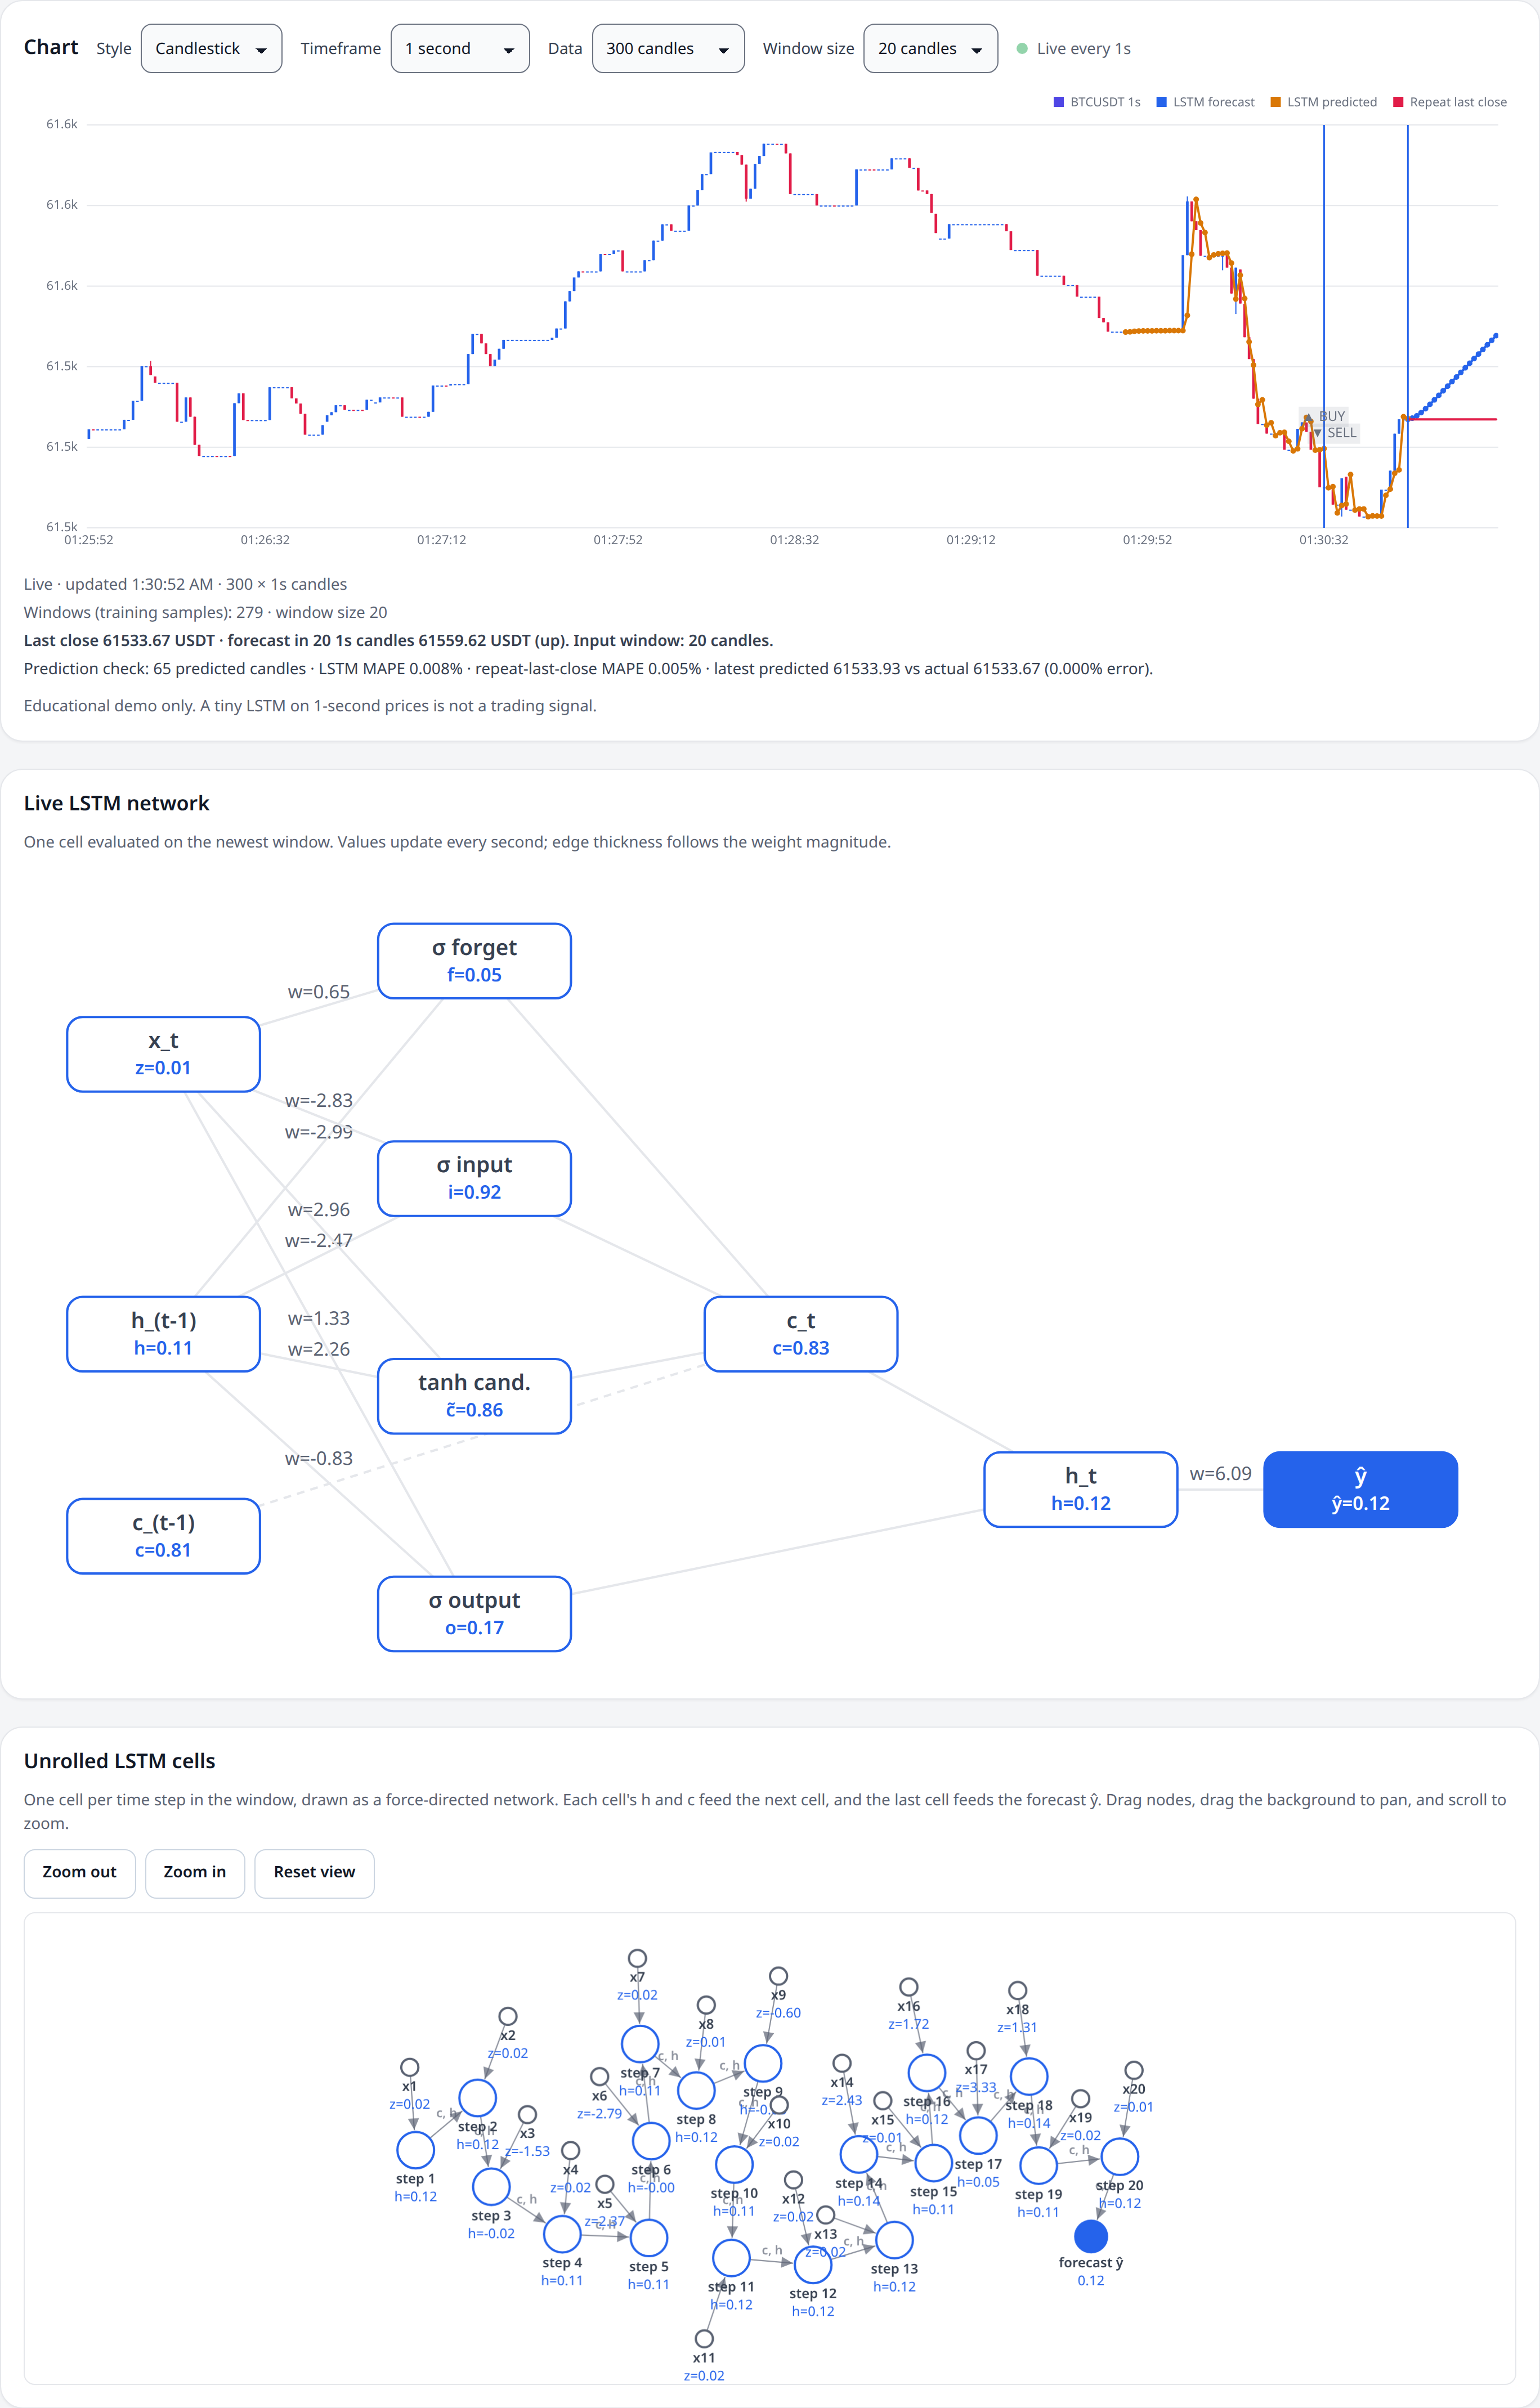 Chart Style Candlestick Timeframe 1 second Data 300 candles Window size 20 candles Live every 1s
BTCUSDT 1s LSTM forecast LSTM predicted Repeat last close
61.6k
61.6k
61.6k
61.5k
▲ BUY
▼ SELL
61.5k
61.5k
01:25:52 01:26:32 01:27:12 01:27:52 01:28:32 01:29:12 01:29:52 01:30:32
Live · updated 1:30:52 AM · 300 × 1s candles
Windows (training samples): 279 · window size 20
Last close 61533.67 USDT · forecast in 20 1s candles 61559.62 USDT (up). Input window: 20 candles.
Prediction check: 65 predicted candles · LSTM MAPE 0.008% · repeat-last-close MAPE 0.005% · latest predicted 61533.93 vs actual 61533.67 (0.000% error).
Educational demo only. A tiny LSTM on 1-second prices is not a trading signal.
Live LSTM network
One cell evaluated on the newest window. Values update every second; edge thickness follows the weight magnitude.
σ forget
f=0.05
w=0.65
x_t
z=0.01
w=-2.83
w=-2.99
σ input
i=0.92
w=2.96
w=-2.47
h_(t-1)
h=0.11
w=1.33
w=2.26
c_t
c=0.83
tanh cand.
c̃=0.86
w=-0.83
h_t
h=0.12
w=6.09
ŷ
ŷ=0.12
c_(t-1)
c=0.81
σ output
o=0.17
Unrolled LSTM cells
One cell per time step in the window, drawn as a force-directed network. Each cell's h and c feed the next cell, and the last cell feeds the forecast ŷ. Drag nodes, drag the background to pan, and scroll to
zoom.
Zoom out Zoom in Reset view
x1
z=0.02
step 1
h=0.12
c, h
x2
z=0.02
step 2
h=0.12
x3
z=-1.53
step 3
h=-0.02
c, h
x4
z=0.02
step 4
h=0.11
x5
z=2.37
step 5
h=0.11
x6
z=-2.79
step 6
h=-0.00
x7
z=0.02
step 7
h=0.11
c, h
x8
z=0.01
step 8
h=0.12
c, h
x9
z=-0.60
step 9
x10
z=0.02
step 10
h=0.11
x11
z=0.02
step 11
h=0.12
c, h
x12
z=0.02
step 12
h=0.12
c, h
x13
z=0.02
step 13
h=0.12
x14
z=2.43
step 14
h=0.14
c, h
x15
z=0.01
step 15
h=0.11
x16
z=1.72
step 16
h=0.12
x17
z=3.33
step 17
h=0.05
x18
z=1.31
step 18
h=0.14
x19
z=0.02
step 19
h=0.11
c, h
x20
z=0.01
step 20
h=0.12
forecast ŷ
0.12